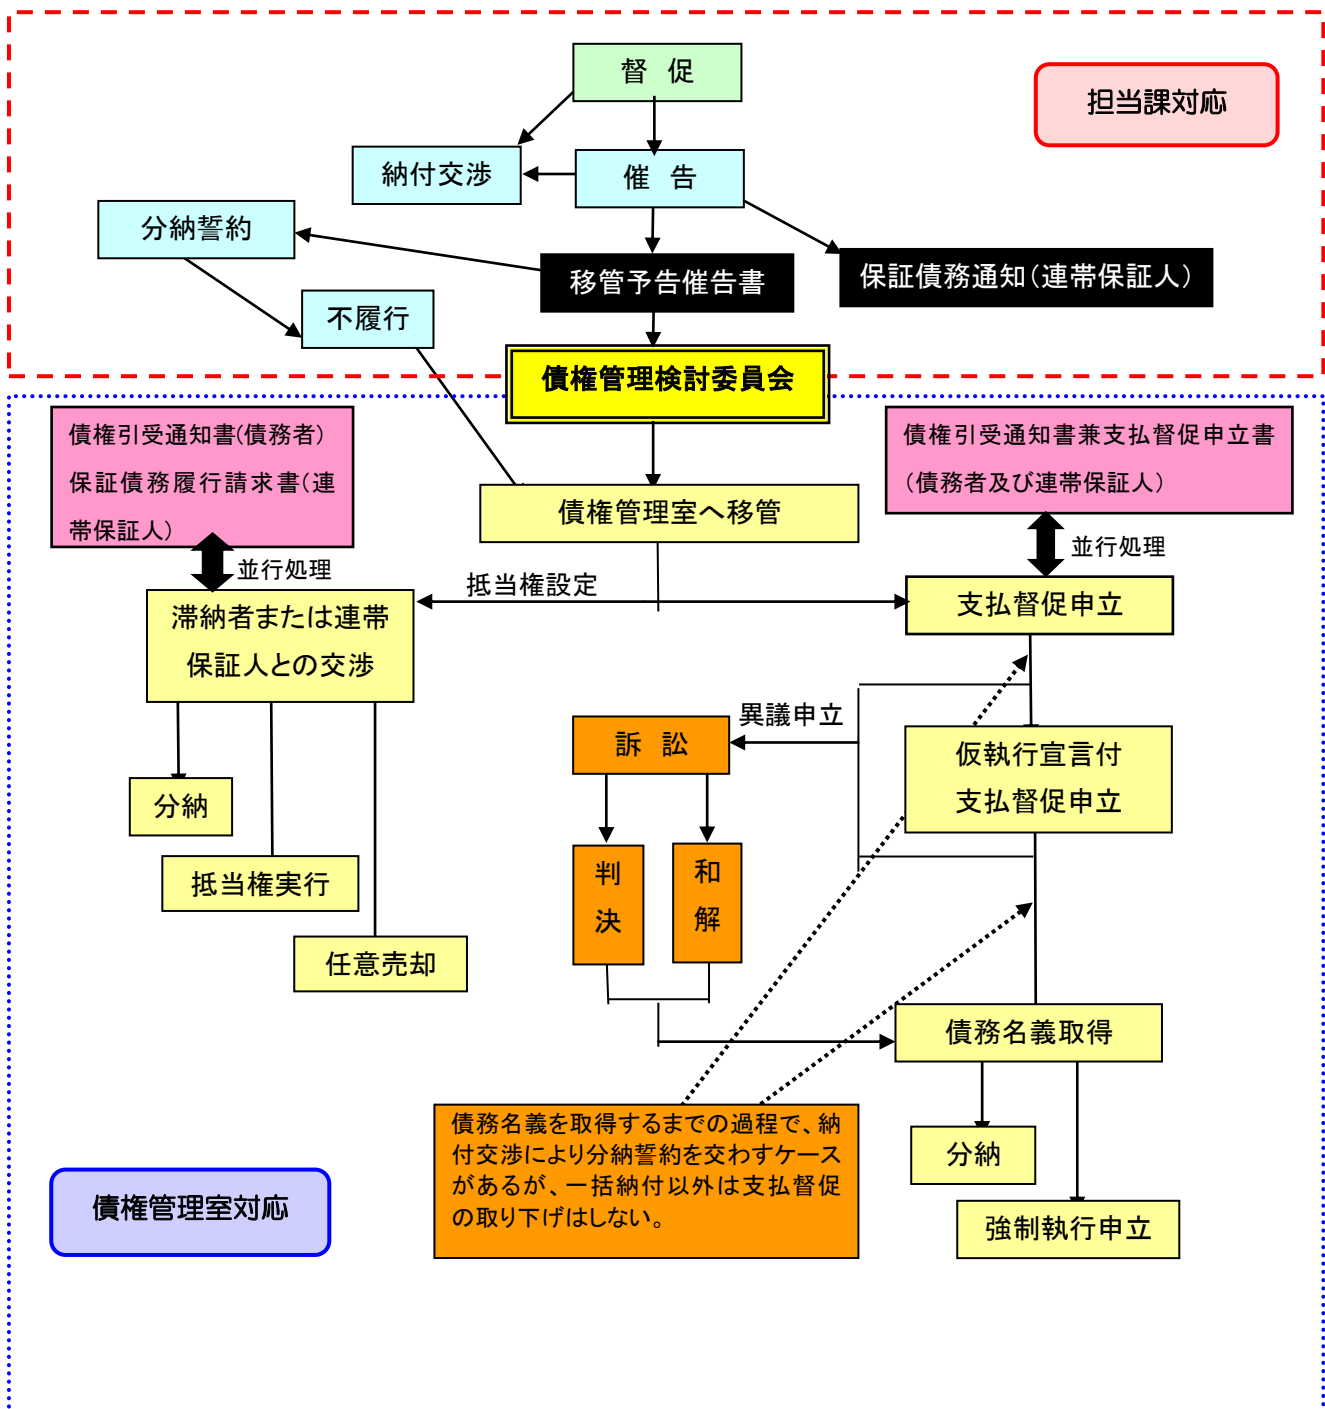 督　促
担当課対応
納付交渉
催　告
分納誓約
移管予告催告書
保証債務通知（連帯保証人）
不履行
債権管理検討委員会
債権引受通知書(債務者)
保証債務履行請求書（連
帯保証人）
債権引受通知書兼支払督促申立書
（債務者及び連帯保証人）
債権管理室へ移管
並行処理
並行処理
抵当権設定
滞納者または連帯
保証人との交渉
支払督促申立
異議申立
訴　訟
仮執行宣言付
支払督促申立
分納
抵当権実行
任意売却
判
決
和
解
債務名義取得
債務名義を取得するまでの過程で、納
付交渉により分納誓約を交わすケース
があるが、一括納付以外は支払督促
の取り下げはしない。
分納
強制執行申立
債権管理室対応